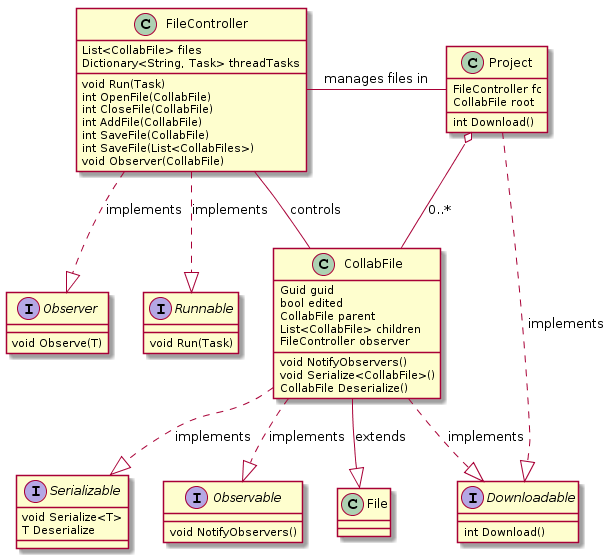 C FileController
List<CollabFile> files
Dictionary<String, Task> threadTasks
void Run(Task)
int OpenFile(CollabFile)
int CloseFile(CollabFile)
int AddFile(CollabFile)
int SaveFile(CollabFile)
int SaveFile(List<CollabFiles>)
void Observer(CollabFile)
manages files in
C Project
FileController fc
CollabFile root
int Download()
implements
implements
controls
0..*
implements
I Observer
void Observe(T)
I Runnable
void Run(Task)
C CollabFile
Guid guid
bool edited
CollabFile parent
List<CollabFile> children
FileController observer
void NotifyObservers()
void Serialize<CollabFile>()
CollabFile Deserialize()
implements
implements
extends
implements
I Serializable
void Serialize<T>
T Deserialize
I Observable
void NotifyObservers()
C File
I Downloadable
int Download()